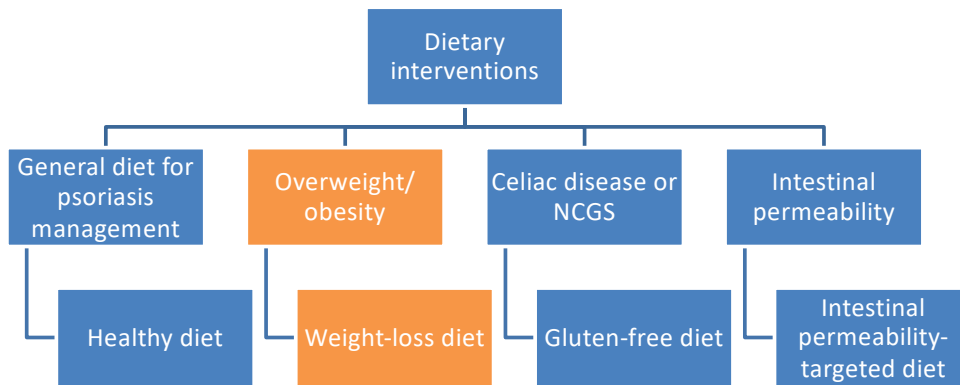 Dietary
interventions
General diet for
psoriasis
management
Overweight/
obesity
Celiac disease or
NCGS
Intestinal
permeability
Healthy diet
Weight-loss diet
Gluten-free diet
Intestinal
permeability-
targeted diet